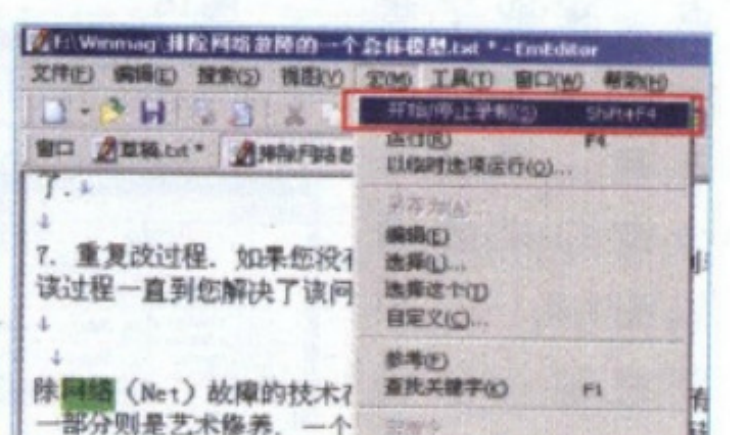 F:\Winmag\排除网络故障的一个总体模型.txt * - EmEditor
文件(F) 编辑(E) 搜索(S) 视图(V) 宏(M) 工具(T) 窗口(W) 帮助(H)
开始/停止录制(S) Shift+F4
运行(R) F4
窗口 草稿.txt * 排除网络
以临时选项运行(O)...
了.↓
另存为(A)...
↓
编辑(E)
7. 重复改过程. 如果您没
选择(L)...
该过程一直到您解决了该问
选择这个(T)
↓
自定义(C)...
↓
参考(F)
除网络 (Net) 故障的技术
查找关键字(K) F1
有
一部分则是艺术修养. 一个